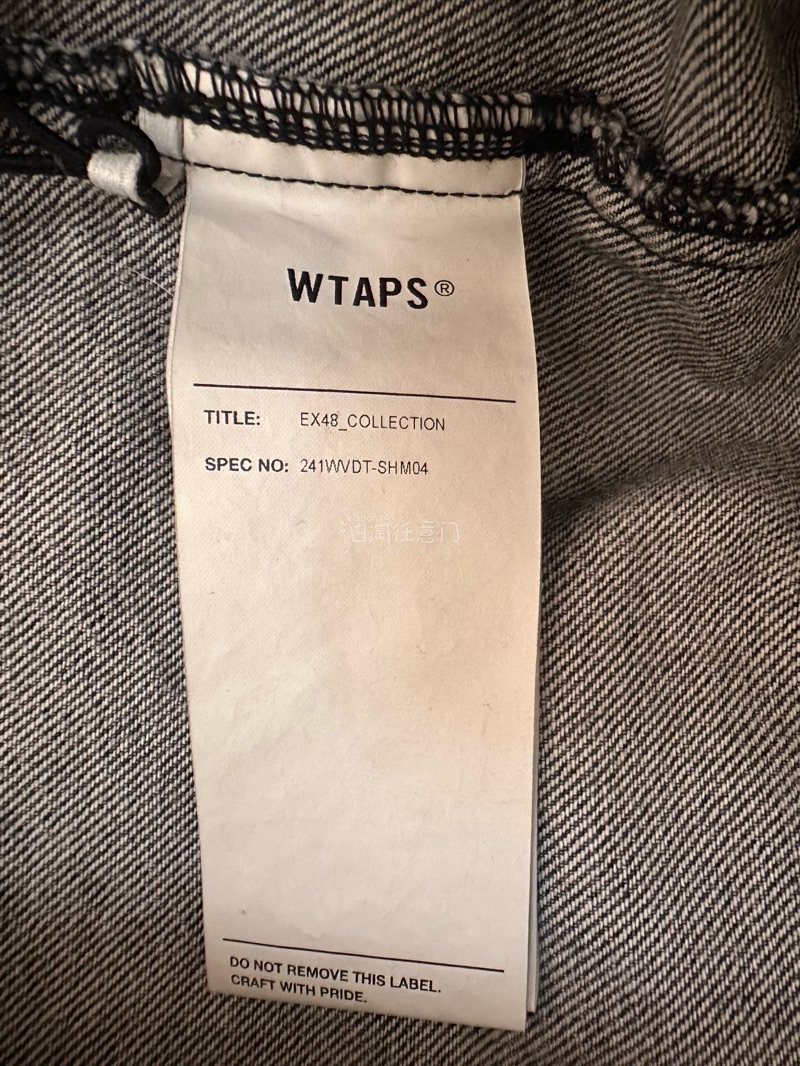 WTAPS®
TITLE: EX48_COLLECTION
SPEC NO: 241WVDT-SHM04
DO NOT REMOVE THIS LABEL.
CRAFT WITH PRIDE.